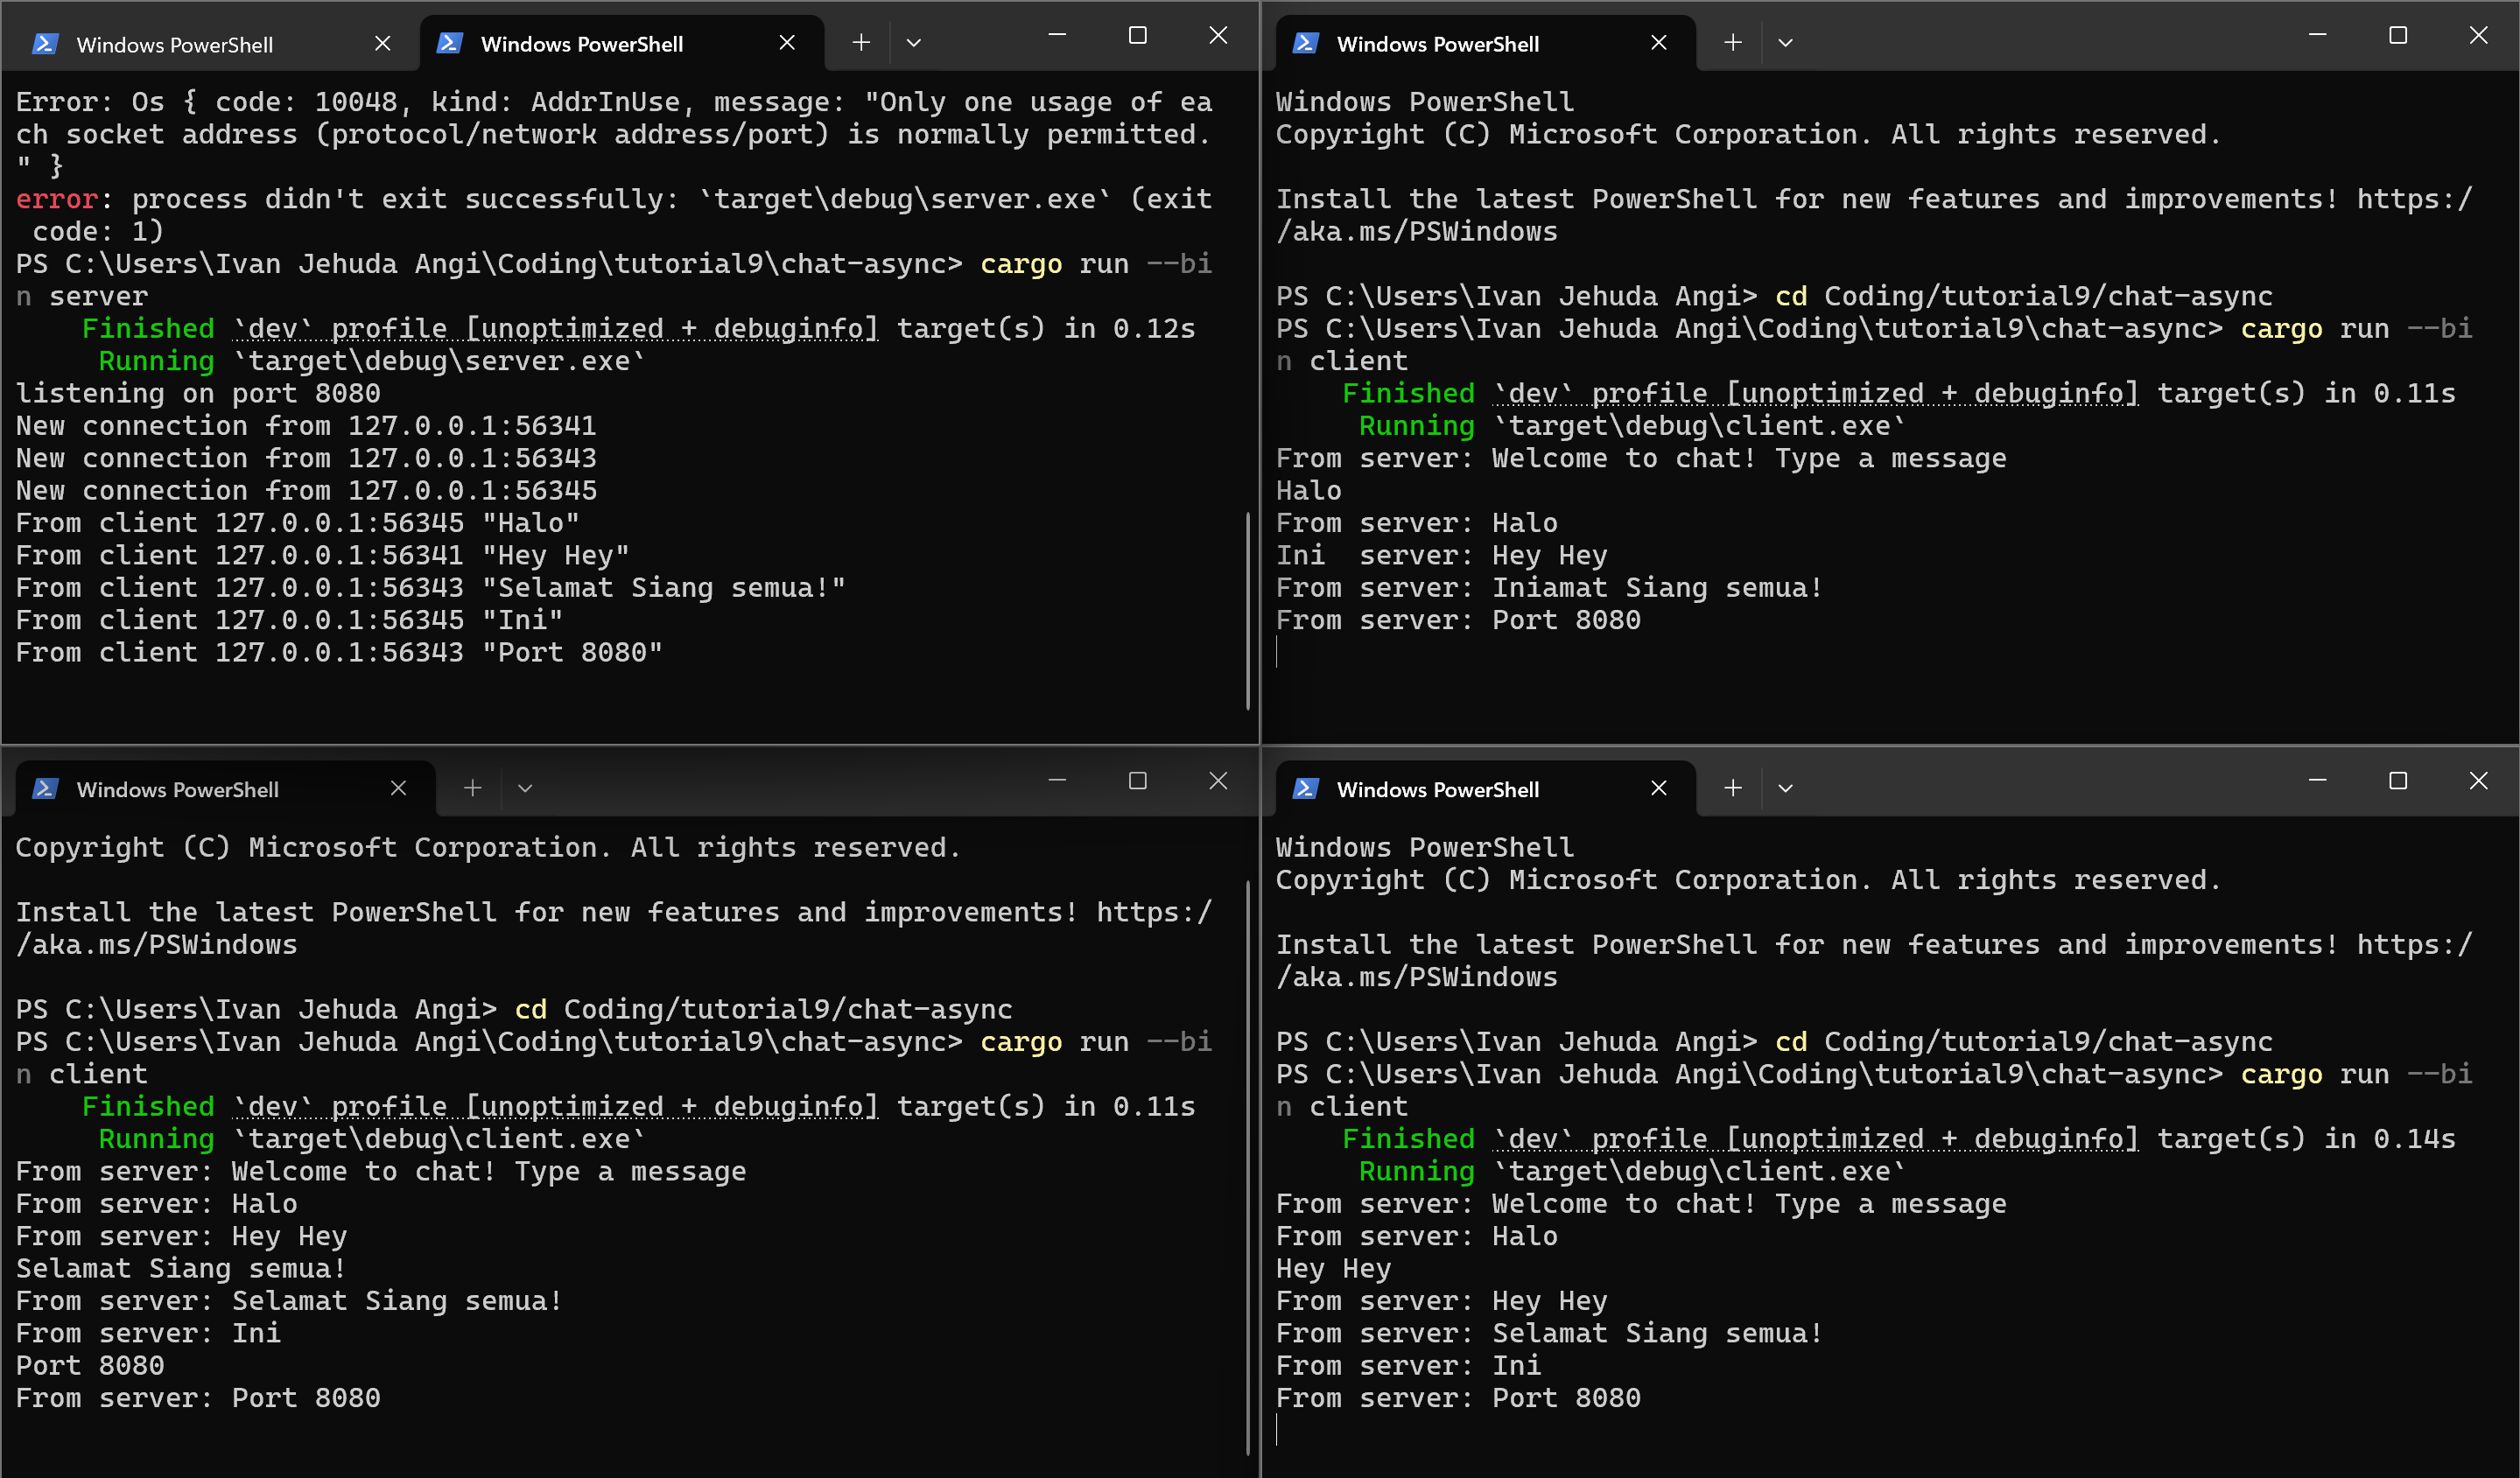 Windows PowerShell
Windows PowerShell
Error: Os { code: 10048, kind: AddrInUse, message: "Only one usage of ea
ch socket address (protocol/network address/port) is normally permitted.
" }
error: process didn't exit successfully: `target\debug\server.exe` (exit
 code: 1)
PS C:\Users\Ivan Jehuda Angi\Coding\tutorial9\chat-async> cargo run --bi
n server
    Finished `dev` profile [unoptimized + debuginfo] target(s) in 0.12s
     Running `target\debug\server.exe`
listening on port 8080
New connection from 127.0.0.1:56341
New connection from 127.0.0.1:56343
New connection from 127.0.0.1:56345
From client 127.0.0.1:56345 "Halo"
From client 127.0.0.1:56341 "Hey Hey"
From client 127.0.0.1:56343 "Selamat Siang semua!"
From client 127.0.0.1:56345 "Ini"
From client 127.0.0.1:56343 "Port 8080"
Windows PowerShell
Windows PowerShell
Copyright (C) Microsoft Corporation. All rights reserved.
Install the latest PowerShell for new features and improvements! https:/
/aka.ms/PSWindows
PS C:\Users\Ivan Jehuda Angi> cd Coding/tutorial9/chat-async
PS C:\Users\Ivan Jehuda Angi\Coding\tutorial9\chat-async> cargo run --bi
n client
    Finished `dev` profile [unoptimized + debuginfo] target(s) in 0.11s
     Running `target\debug\client.exe`
From server: Welcome to chat! Type a message
Halo
From server: Halo
Ini  server: Hey Hey
From server: Iniamat Siang semua!
From server: Port 8080
Windows PowerShell
Copyright (C) Microsoft Corporation. All rights reserved.
Install the latest PowerShell for new features and improvements! https:/
/aka.ms/PSWindows
PS C:\Users\Ivan Jehuda Angi> cd Coding/tutorial9/chat-async
PS C:\Users\Ivan Jehuda Angi\Coding\tutorial9\chat-async> cargo run --bi
n client
    Finished `dev` profile [unoptimized + debuginfo] target(s) in 0.11s
     Running `target\debug\client.exe`
From server: Welcome to chat! Type a message
From server: Halo
From server: Hey Hey
Selamat Siang semua!
From server: Selamat Siang semua!
From server: Ini
Port 8080
From server: Port 8080
Windows PowerShell
Windows PowerShell
Copyright (C) Microsoft Corporation. All rights reserved.
Install the latest PowerShell for new features and improvements! https:/
/aka.ms/PSWindows
PS C:\Users\Ivan Jehuda Angi> cd Coding/tutorial9/chat-async
PS C:\Users\Ivan Jehuda Angi\Coding\tutorial9\chat-async> cargo run --bi
n client
    Finished `dev` profile [unoptimized + debuginfo] target(s) in 0.14s
     Running `target\debug\client.exe`
From server: Welcome to chat! Type a message
From server: Halo
Hey Hey
From server: Hey Hey
From server: Selamat Siang semua!
From server: Ini
From server: Port 8080